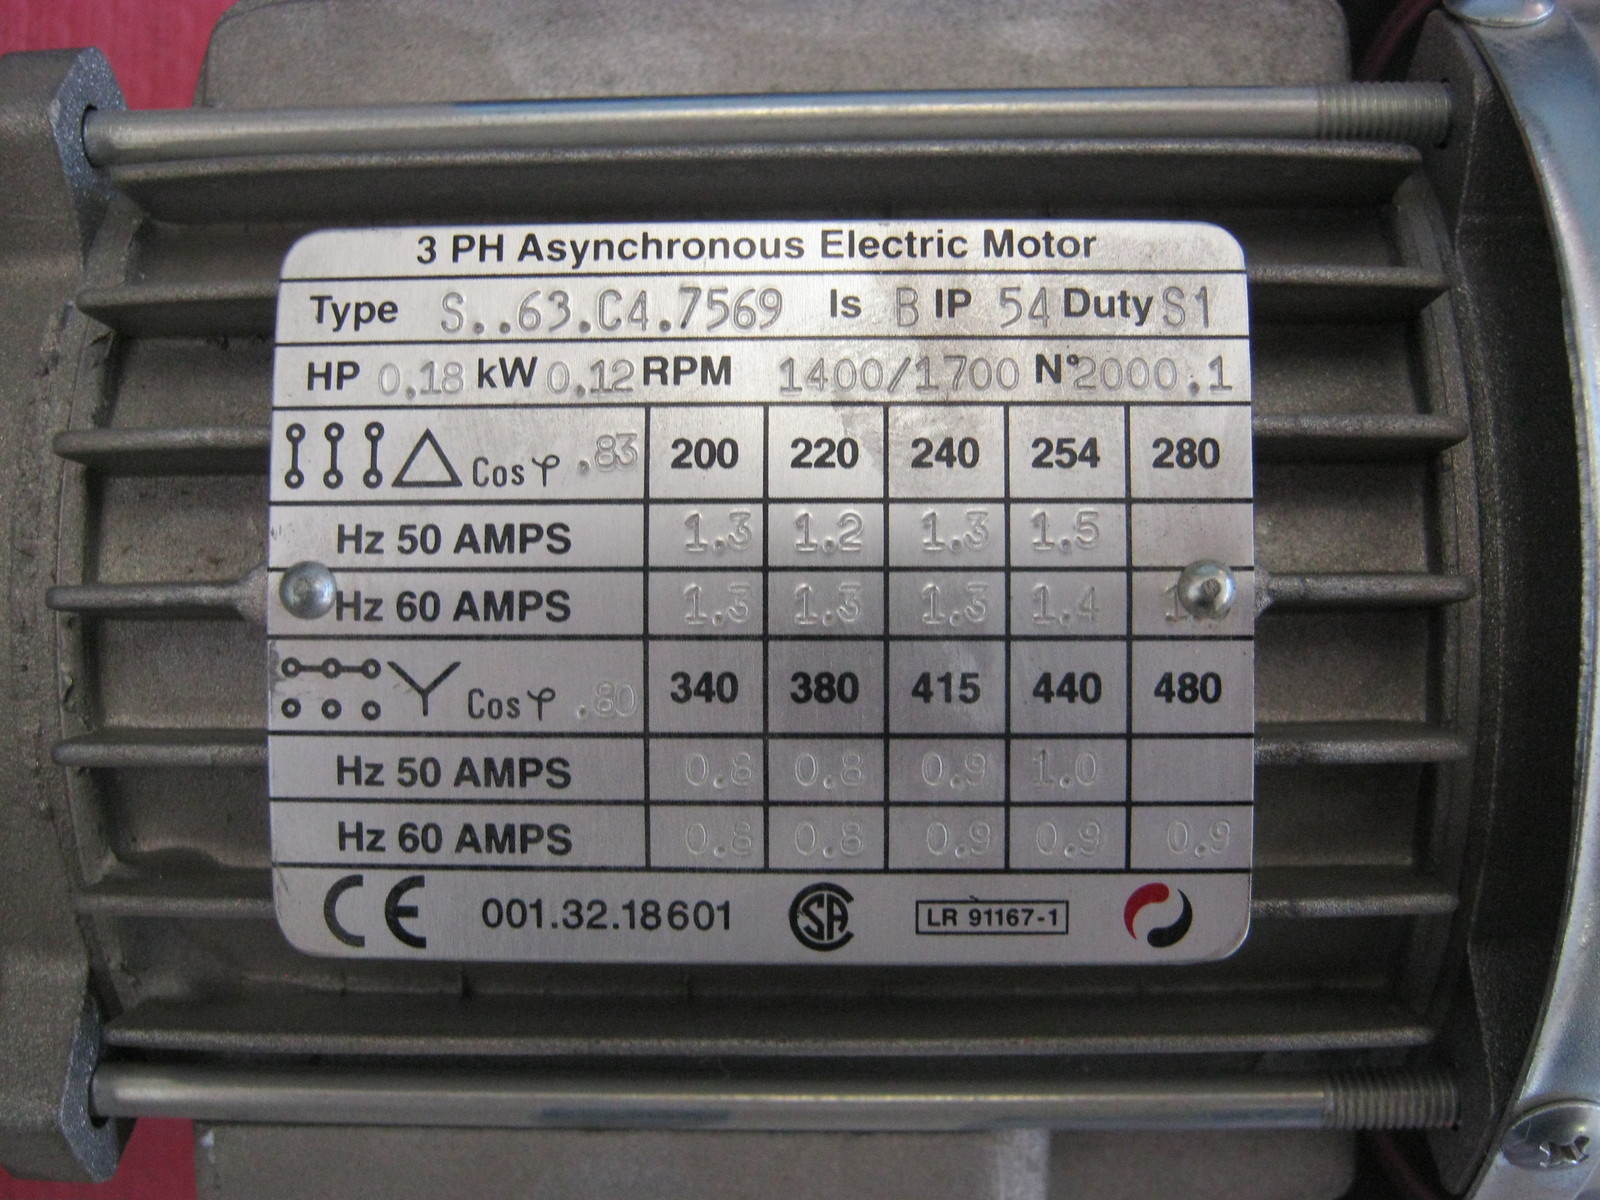 3 PH Asynchronous Electric Motor
Type S..63.C4.7569 Is B IP 54 Duty S1
HP 0.18 kW 0.12 RPM 1400/1700 N° 2000.1
Cos φ .83 200 220 240 254 280
Hz 50 AMPS 1.3 1.2 1.3 1.5
Hz 60 AMPS 1.3 1.3 1.3 1.4
Cos φ .80 340 380 415 440 480
Hz 50 AMPS 0.8 0.8 0.9 1.0
Hz 60 AMPS 0.8 0.8 0.9 0.9 0.9
CE 001.32.18601 CSA LR 91167-1